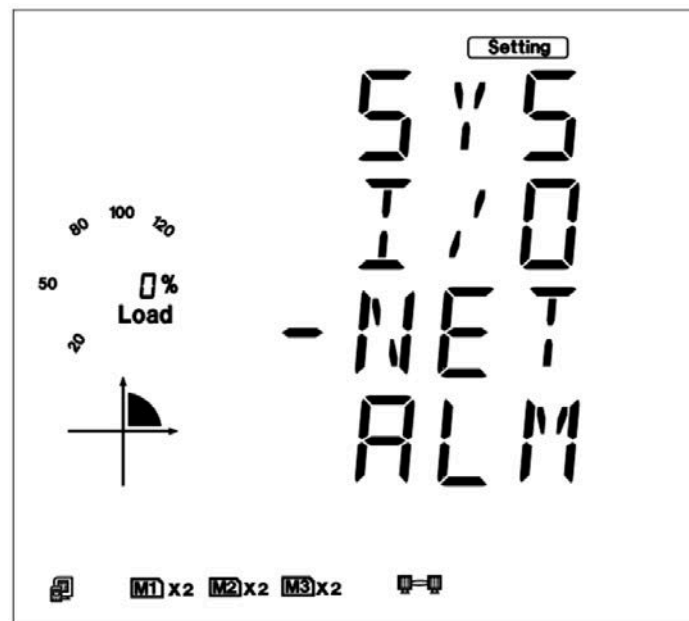 Setting
SYS
I/O
80 100 120
50 0% Load
-NET
20
ALM
M1 X2 M2 X2 M3 X2